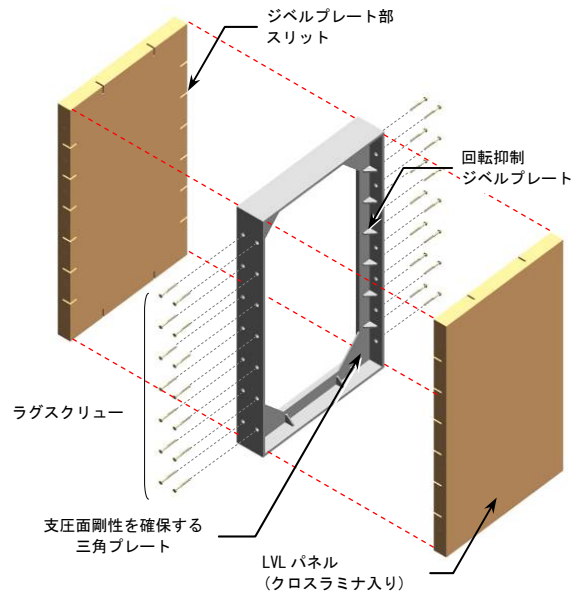 ジベルプレート部
スリット
回転抑制
ジベルプレート
ラグスクリュー
支圧面剛性を確保する
三角プレート
LVL パネル
(クロスラミナ入り)